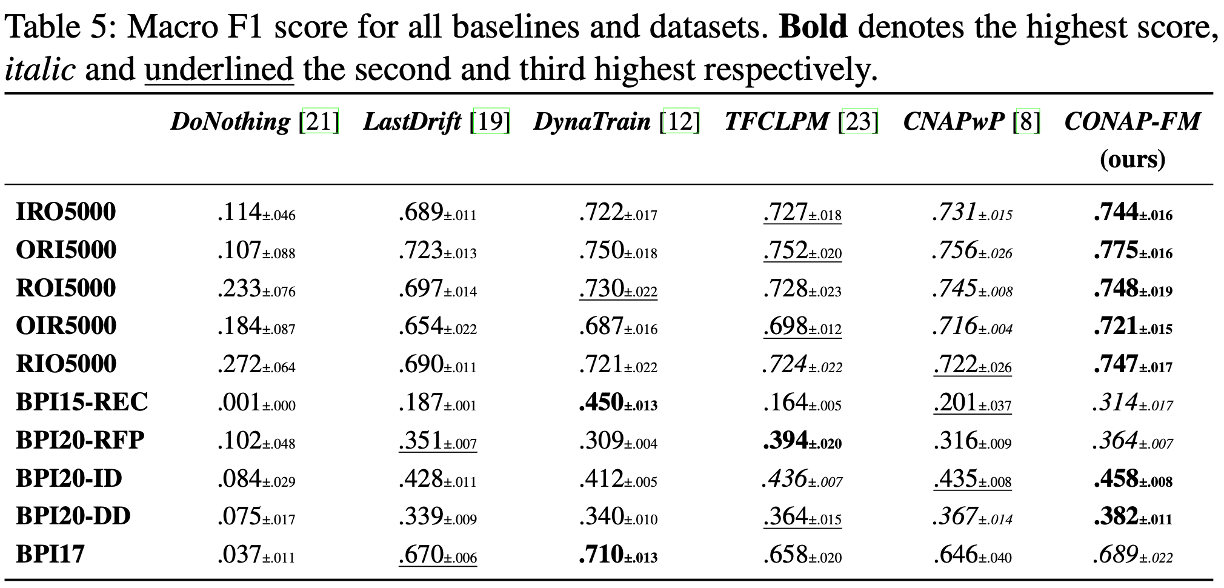 Table 5: Macro F1 score for all baselines and datasets. Bold denotes the highest score,
italic and underlined the second and third highest respectively.
DoNothing [21] LastDrift [19] DynaTrain [12] TFCLPM [23] CNAPwP [8] CONAP-FM
(ours)
IRO5000 .114±.046 .689±.011 .722±.017 .727±.018 .731±.015 .744±.016
ORI5000 .107±.088 .723±.013 .750±.018 .752±.020 .756±.026 .775±.016
ROI5000 .233±.076 .697±.014 .730±.022 .728±.023 .745±.008 .748±.019
OIR5000 .184±.087 .654±.022 .687±.016 .698±.012 .716±.004 .721±.015
RIO5000 .272±.064 .690±.011 .721±.022 .724±.022 .722±.026 .747±.017
BPI15-REC .001±.000 .187±.001 .450±.013 .164±.005 .201±.037 .314±.017
BPI20-RFP .102±.048 .351±.007 .309±.004 .394±.020 .316±.009 .364±.007
BPI20-ID .084±.029 .428±.011 .412±.005 .436±.007 .435±.008 .458±.008
BPI20-DD .075±.017 .339±.009 .340±.010 .364±.015 .367±.014 .382±.011
BPI17 .037±.011 .670±.006 .710±.013 .658±.020 .646±.040 .689±.022